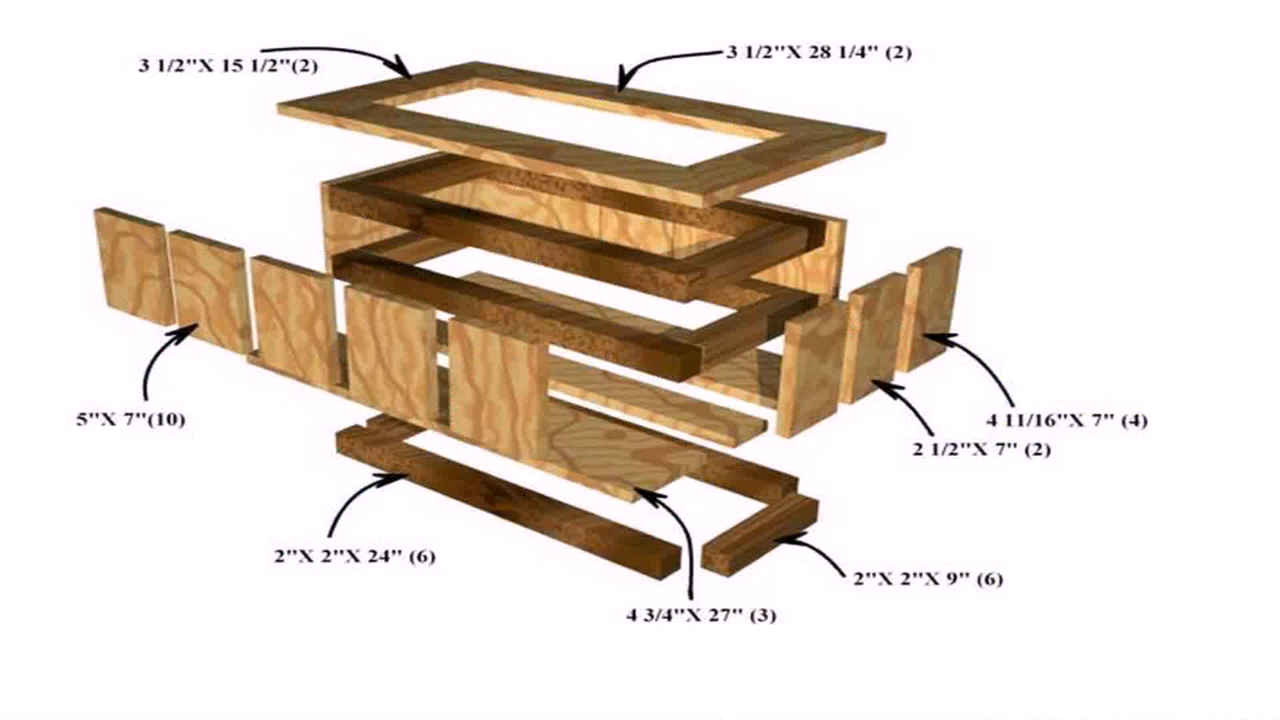 3 1/2"X 15 1/2"(2)
3 1/2"X 28 1/4" (2)
5"X 7"(10)
4 11/16"X 7" (4)
2 1/2"X 7" (2)
2"X 2"X 24" (6)
2"X 2"X 9" (6)
4 3/4"X 27" (3)